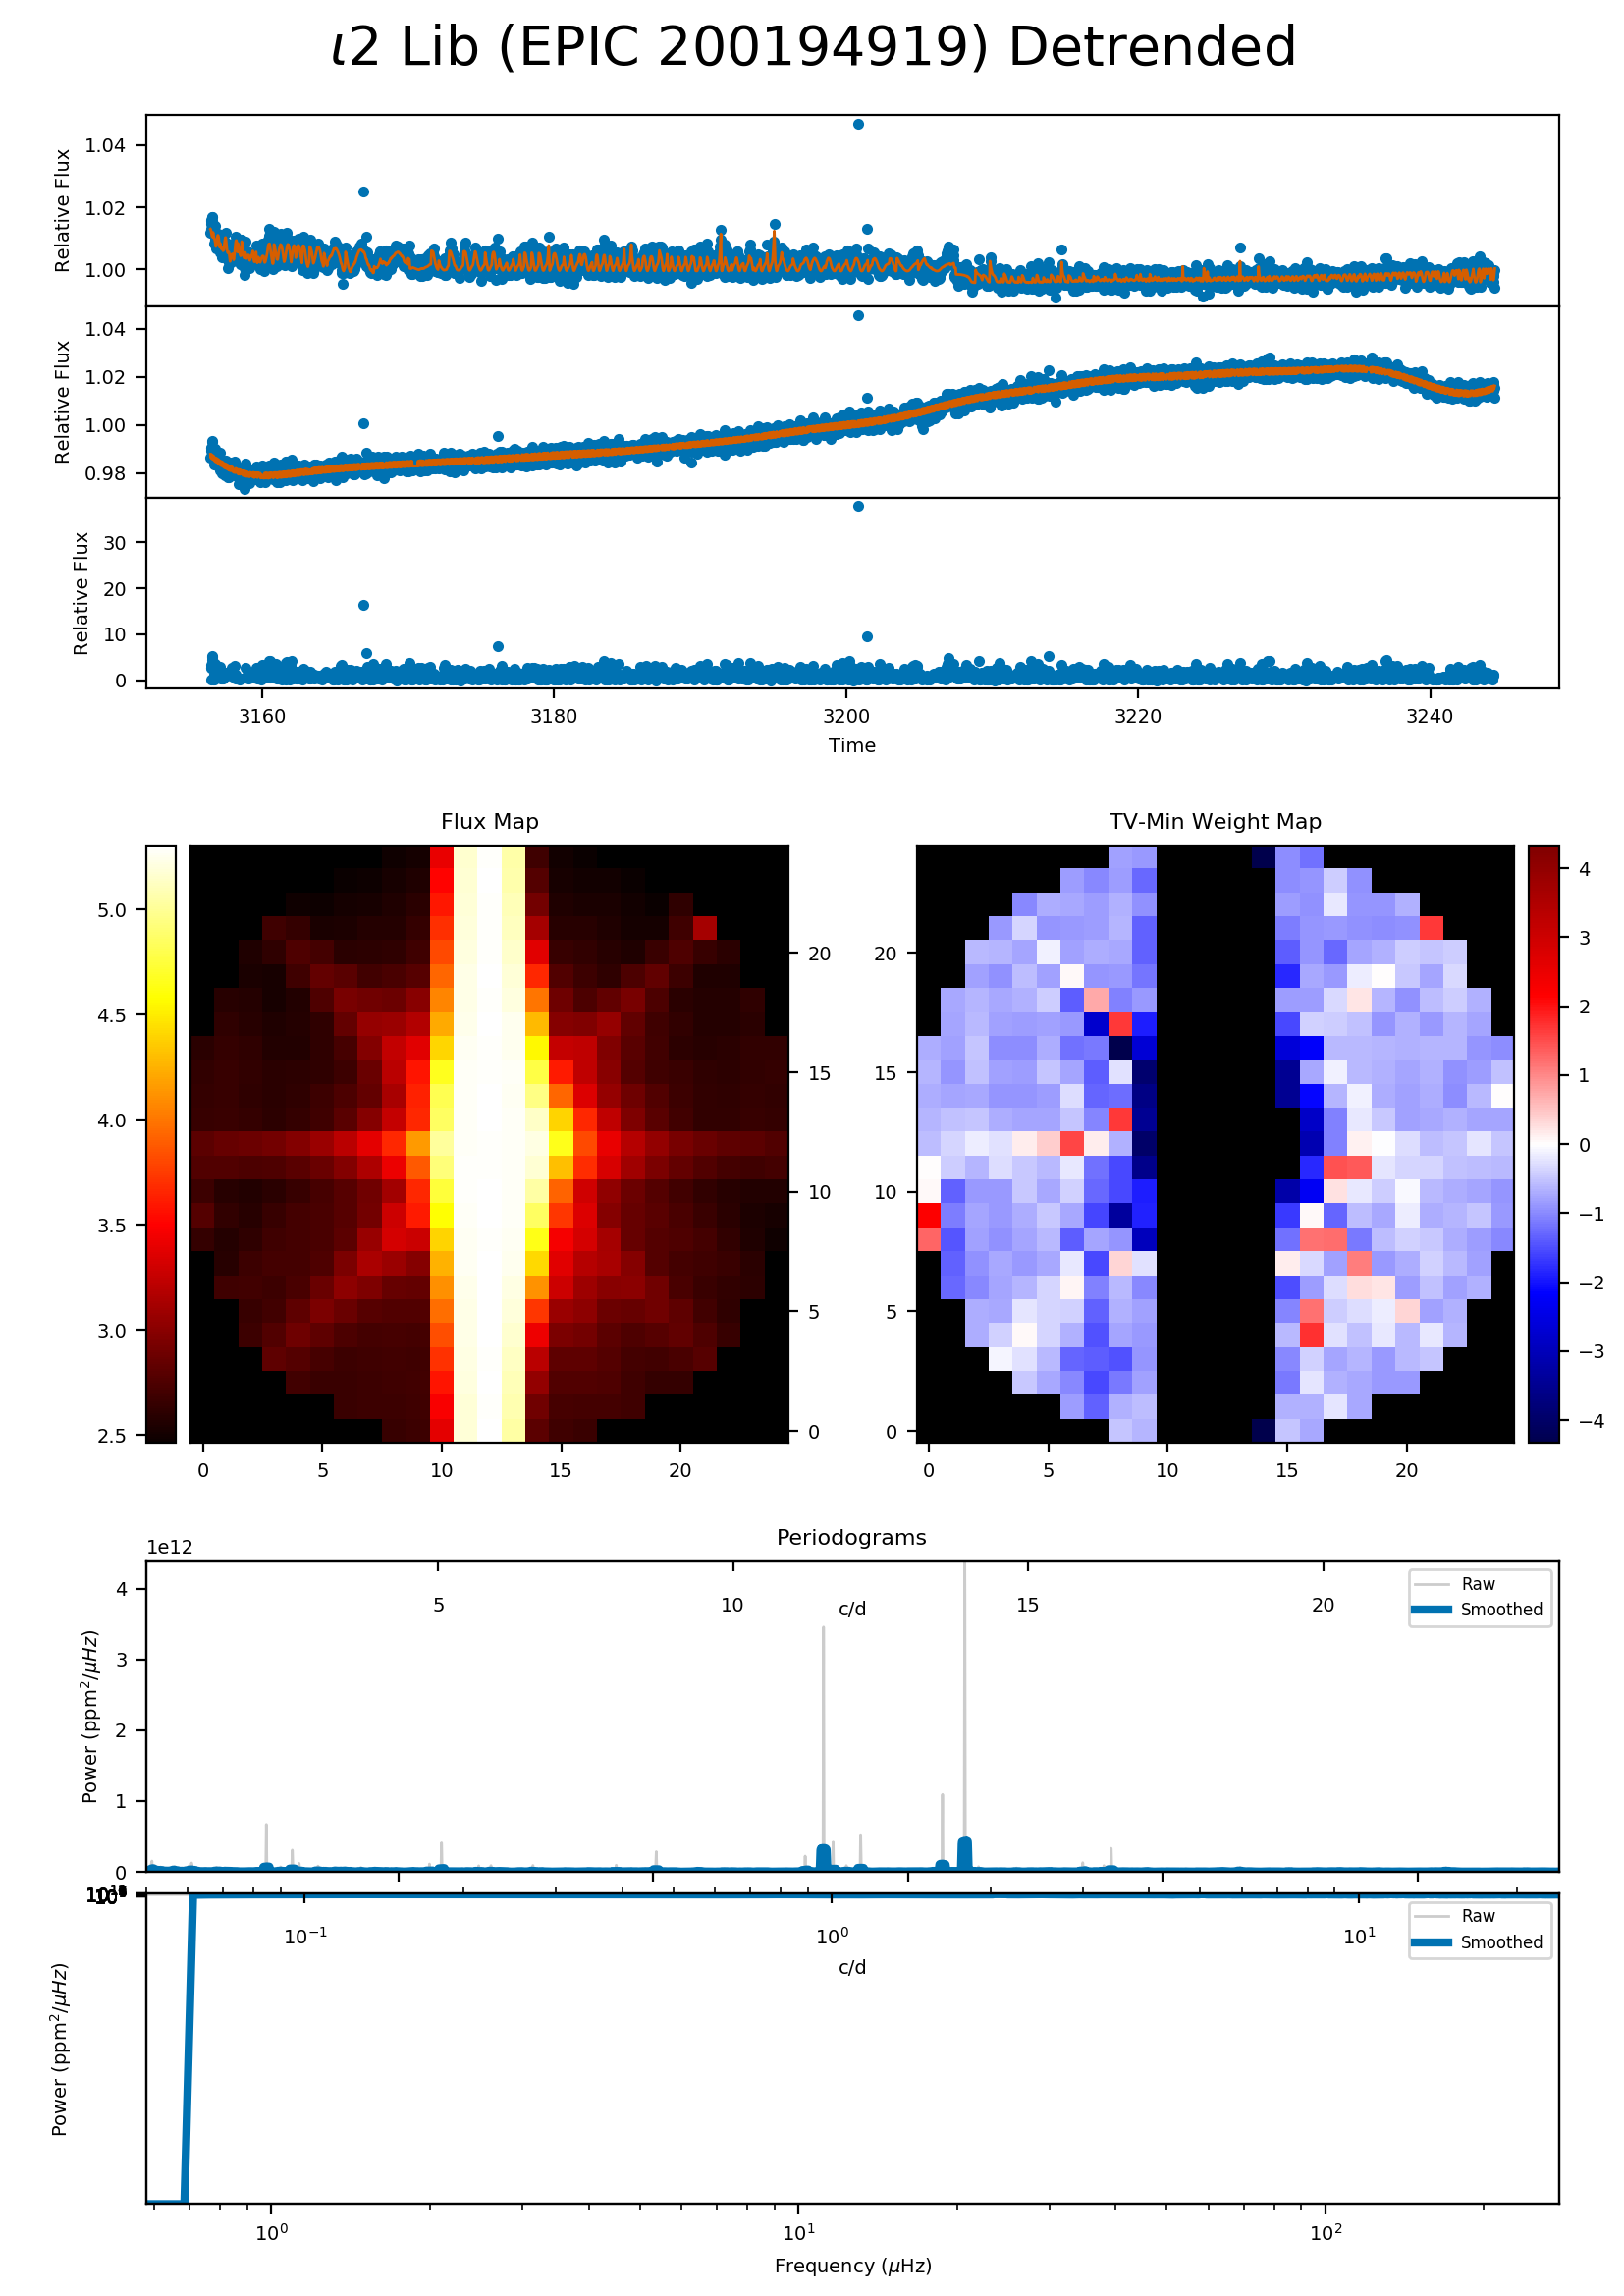 ι2 Lib (EPIC 200194919) Detrended
Relative Flux
1.04
1.02
1.00
Relative Flux
1.04
1.02
1.00
0.98
Relative Flux
30
20
10
0
3160 3180 3200 3220 3240
Time
Flux Map
5.0
4.5
4.0
3.5
3.0
2.5
20
15
10
5
0
0 5 10 15 20
TV-Min Weight Map
20
15
10
5
0
0 5 10 15 20
4
3
2
1
0
−1
−2
−3
−4
Periodograms
1e12
Power (ppm²/μHz)
4
3
2
1
0
5 10 15 20
c/d
Raw
Smoothed
Power (ppm²/μHz)
10⁻¹ 10⁰ 10¹
c/d
Raw
Smoothed
10⁰ 10¹ 10²
Frequency (μHz)